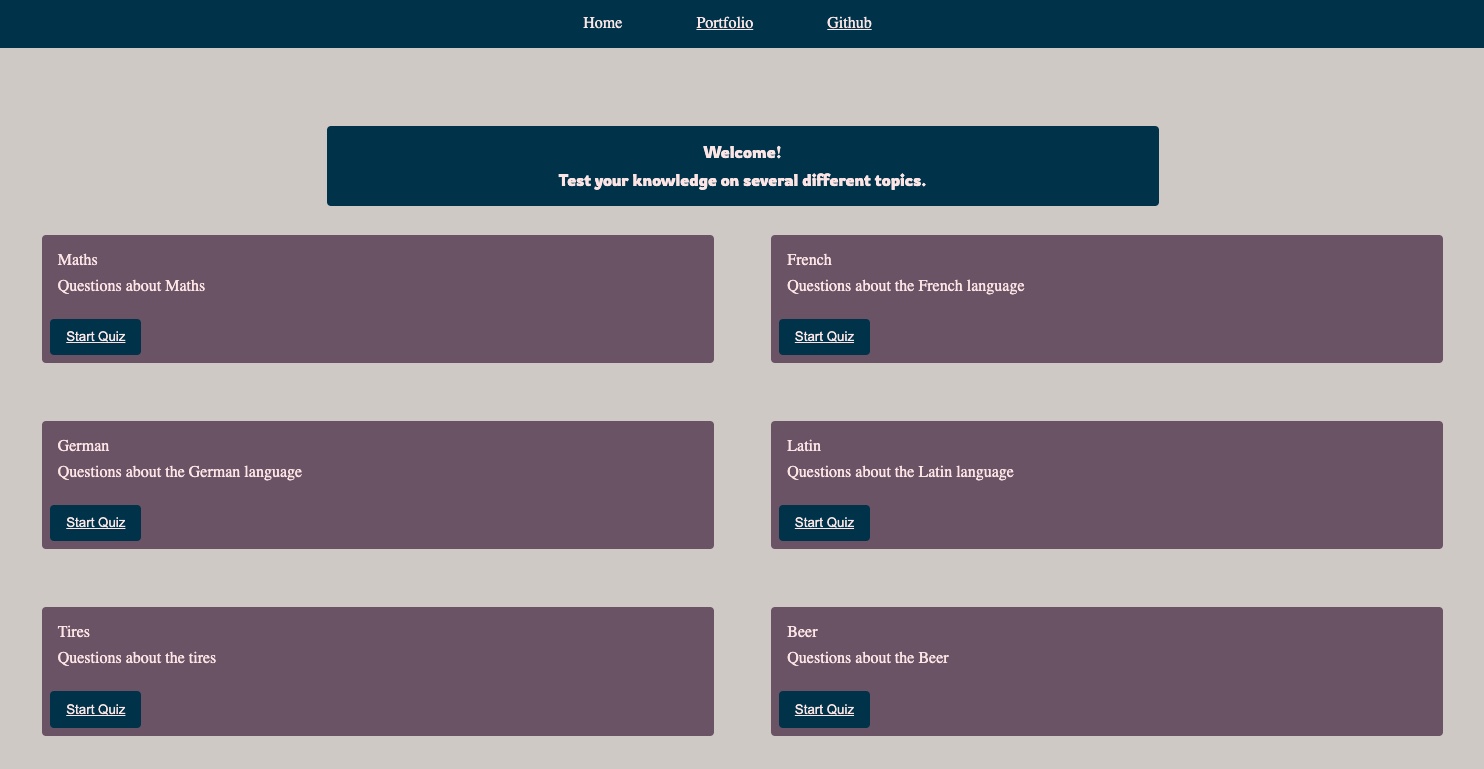 Home Portfolio Github
Welcome!
Test your knowledge on several different topics.
Maths
Questions about Maths
Start Quiz
French
Questions about the French language
Start Quiz
German
Questions about the German language
Start Quiz
Latin
Questions about the Latin language
Start Quiz
Tires
Questions about the tires
Start Quiz
Beer
Questions about the Beer
Start Quiz